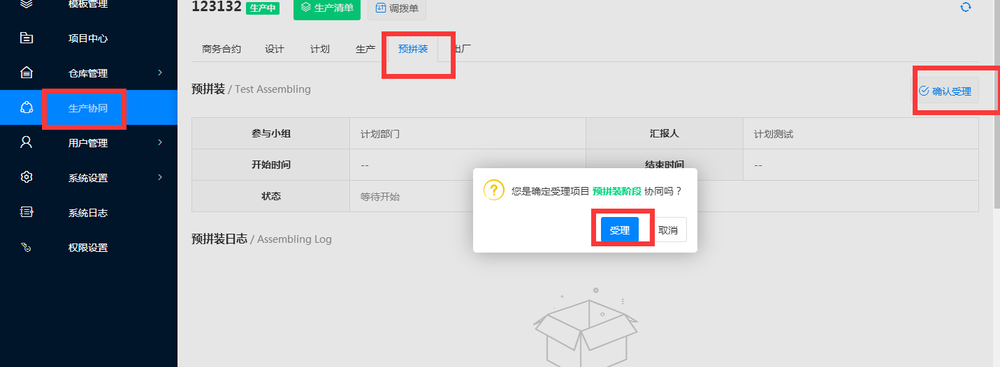 模板管理
项目中心
仓库管理
生产协同
用户管理
系统设置
系统日志
权限设置
123132 生产中 生产清单 调拨单
商务合约 设计 计划 生产 预拼装 出厂
预拼装 / Test Assembling
确认受理
参与小组 计划部门 汇报人 计划测试
开始时间 -- 结束时间 --
状态 等待开始
您是确定受理项目 预拼装阶段 协同吗？
受理 取消
预拼装日志 / Assembling Log